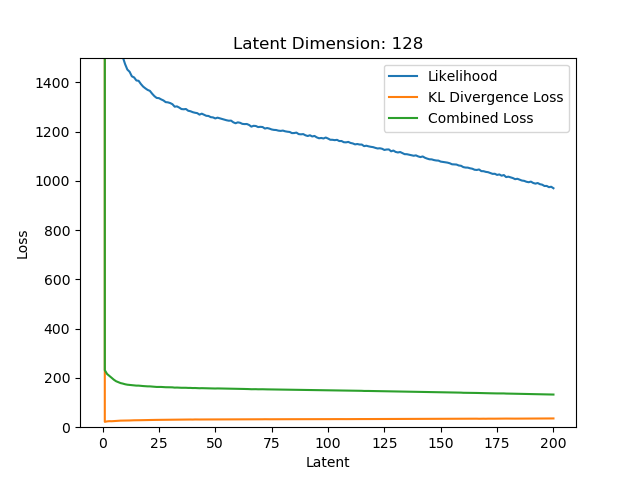 Latent Dimension: 128
Likelihood
KL Divergence Loss
Combined Loss
Loss
1400
1200
1000
800
600
400
200
0
0 25 50 75 100 125 150 175 200
Latent